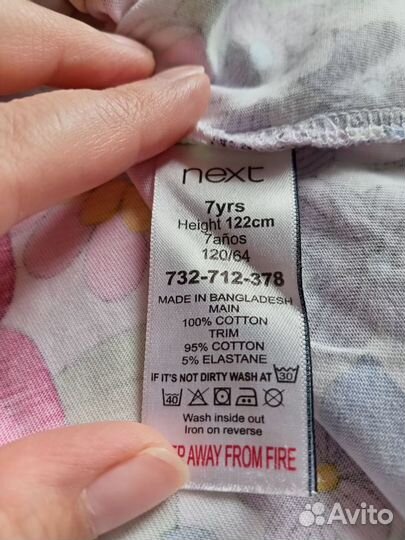 next
7yrs
Height 122cm
7años
120/64
732-712-378
MADE IN BANGLADESH
MAIN
100% COTTON
TRIM
95% COTTON
5% ELASTANE
IF IT'S NOT DIRTY WASH AT 30
40
Wash inside out
Iron on reverse
AWAY FROM FIRE
Avito